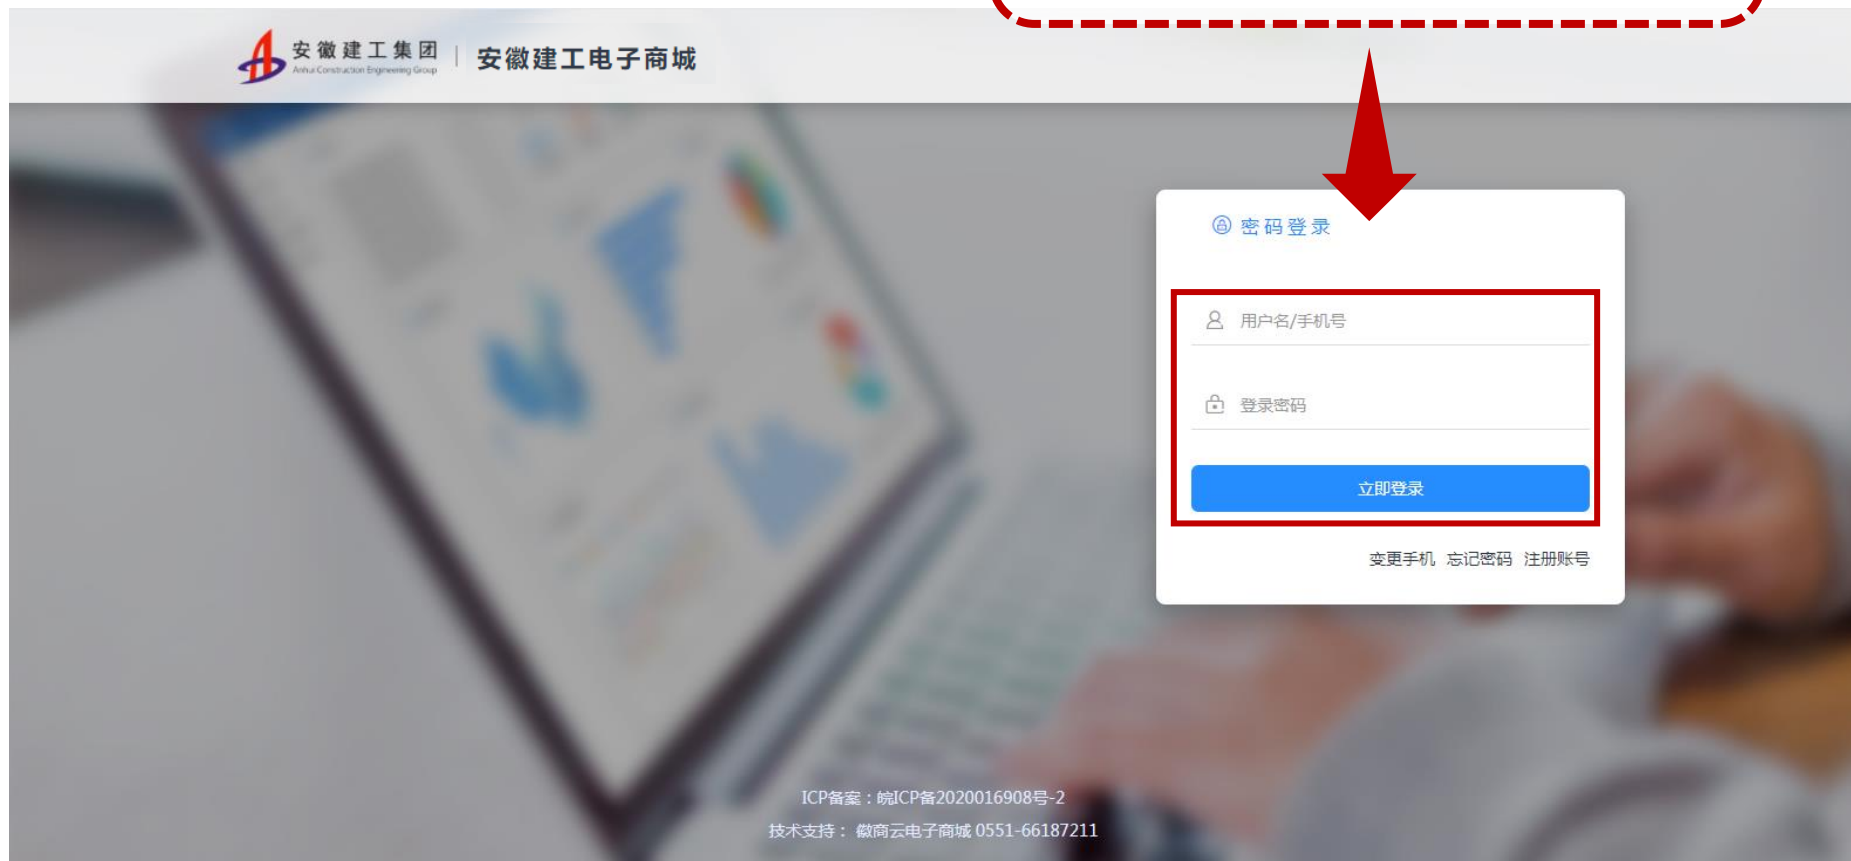 安徽建工集团
Anhui Construction Engineering Group
安徽建工电子商城
密码登录
用户名/手机号
登录密码
立即登录
变更手机 忘记密码 注册账号
ICP备案：皖ICP备2020016908号-2
技术支持： 徽商云电子商城 0551-66187211